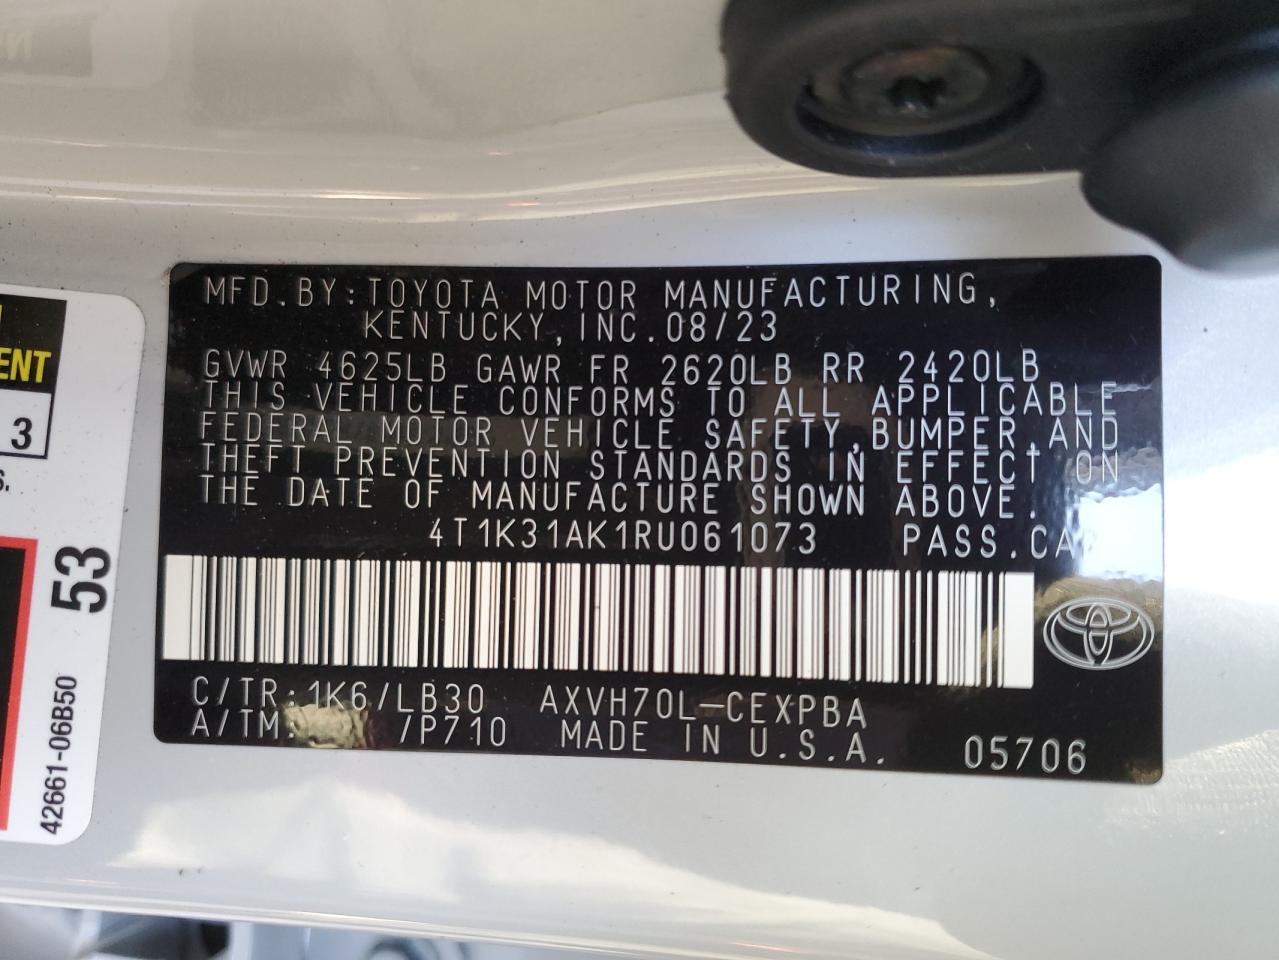 MFD.BY:TOYOTA MOTOR MANUFACTURING,
KENTUCKY,INC.08/23
GVWR 4625LB GAWR FR 2620LB RR 2420LB
THIS VEHICLE CONFORMS TO ALL APPLICABLE
FEDERAL MOTOR VEHICLE SAFETY,BUMPER,AND
THEFT PREVENTION STANDARDS IN EFFECT ON
THE DATE OF MANUFACTURE SHOWN ABOVE.
4T1K31AK1RU061073 PASS.CAR
C/TR:1K6/LB30 AXVH70L-CEXPBA
A/TM: /P710 MADE IN U.S.A. 05706
ENT
3
S.
53
42661-06B50